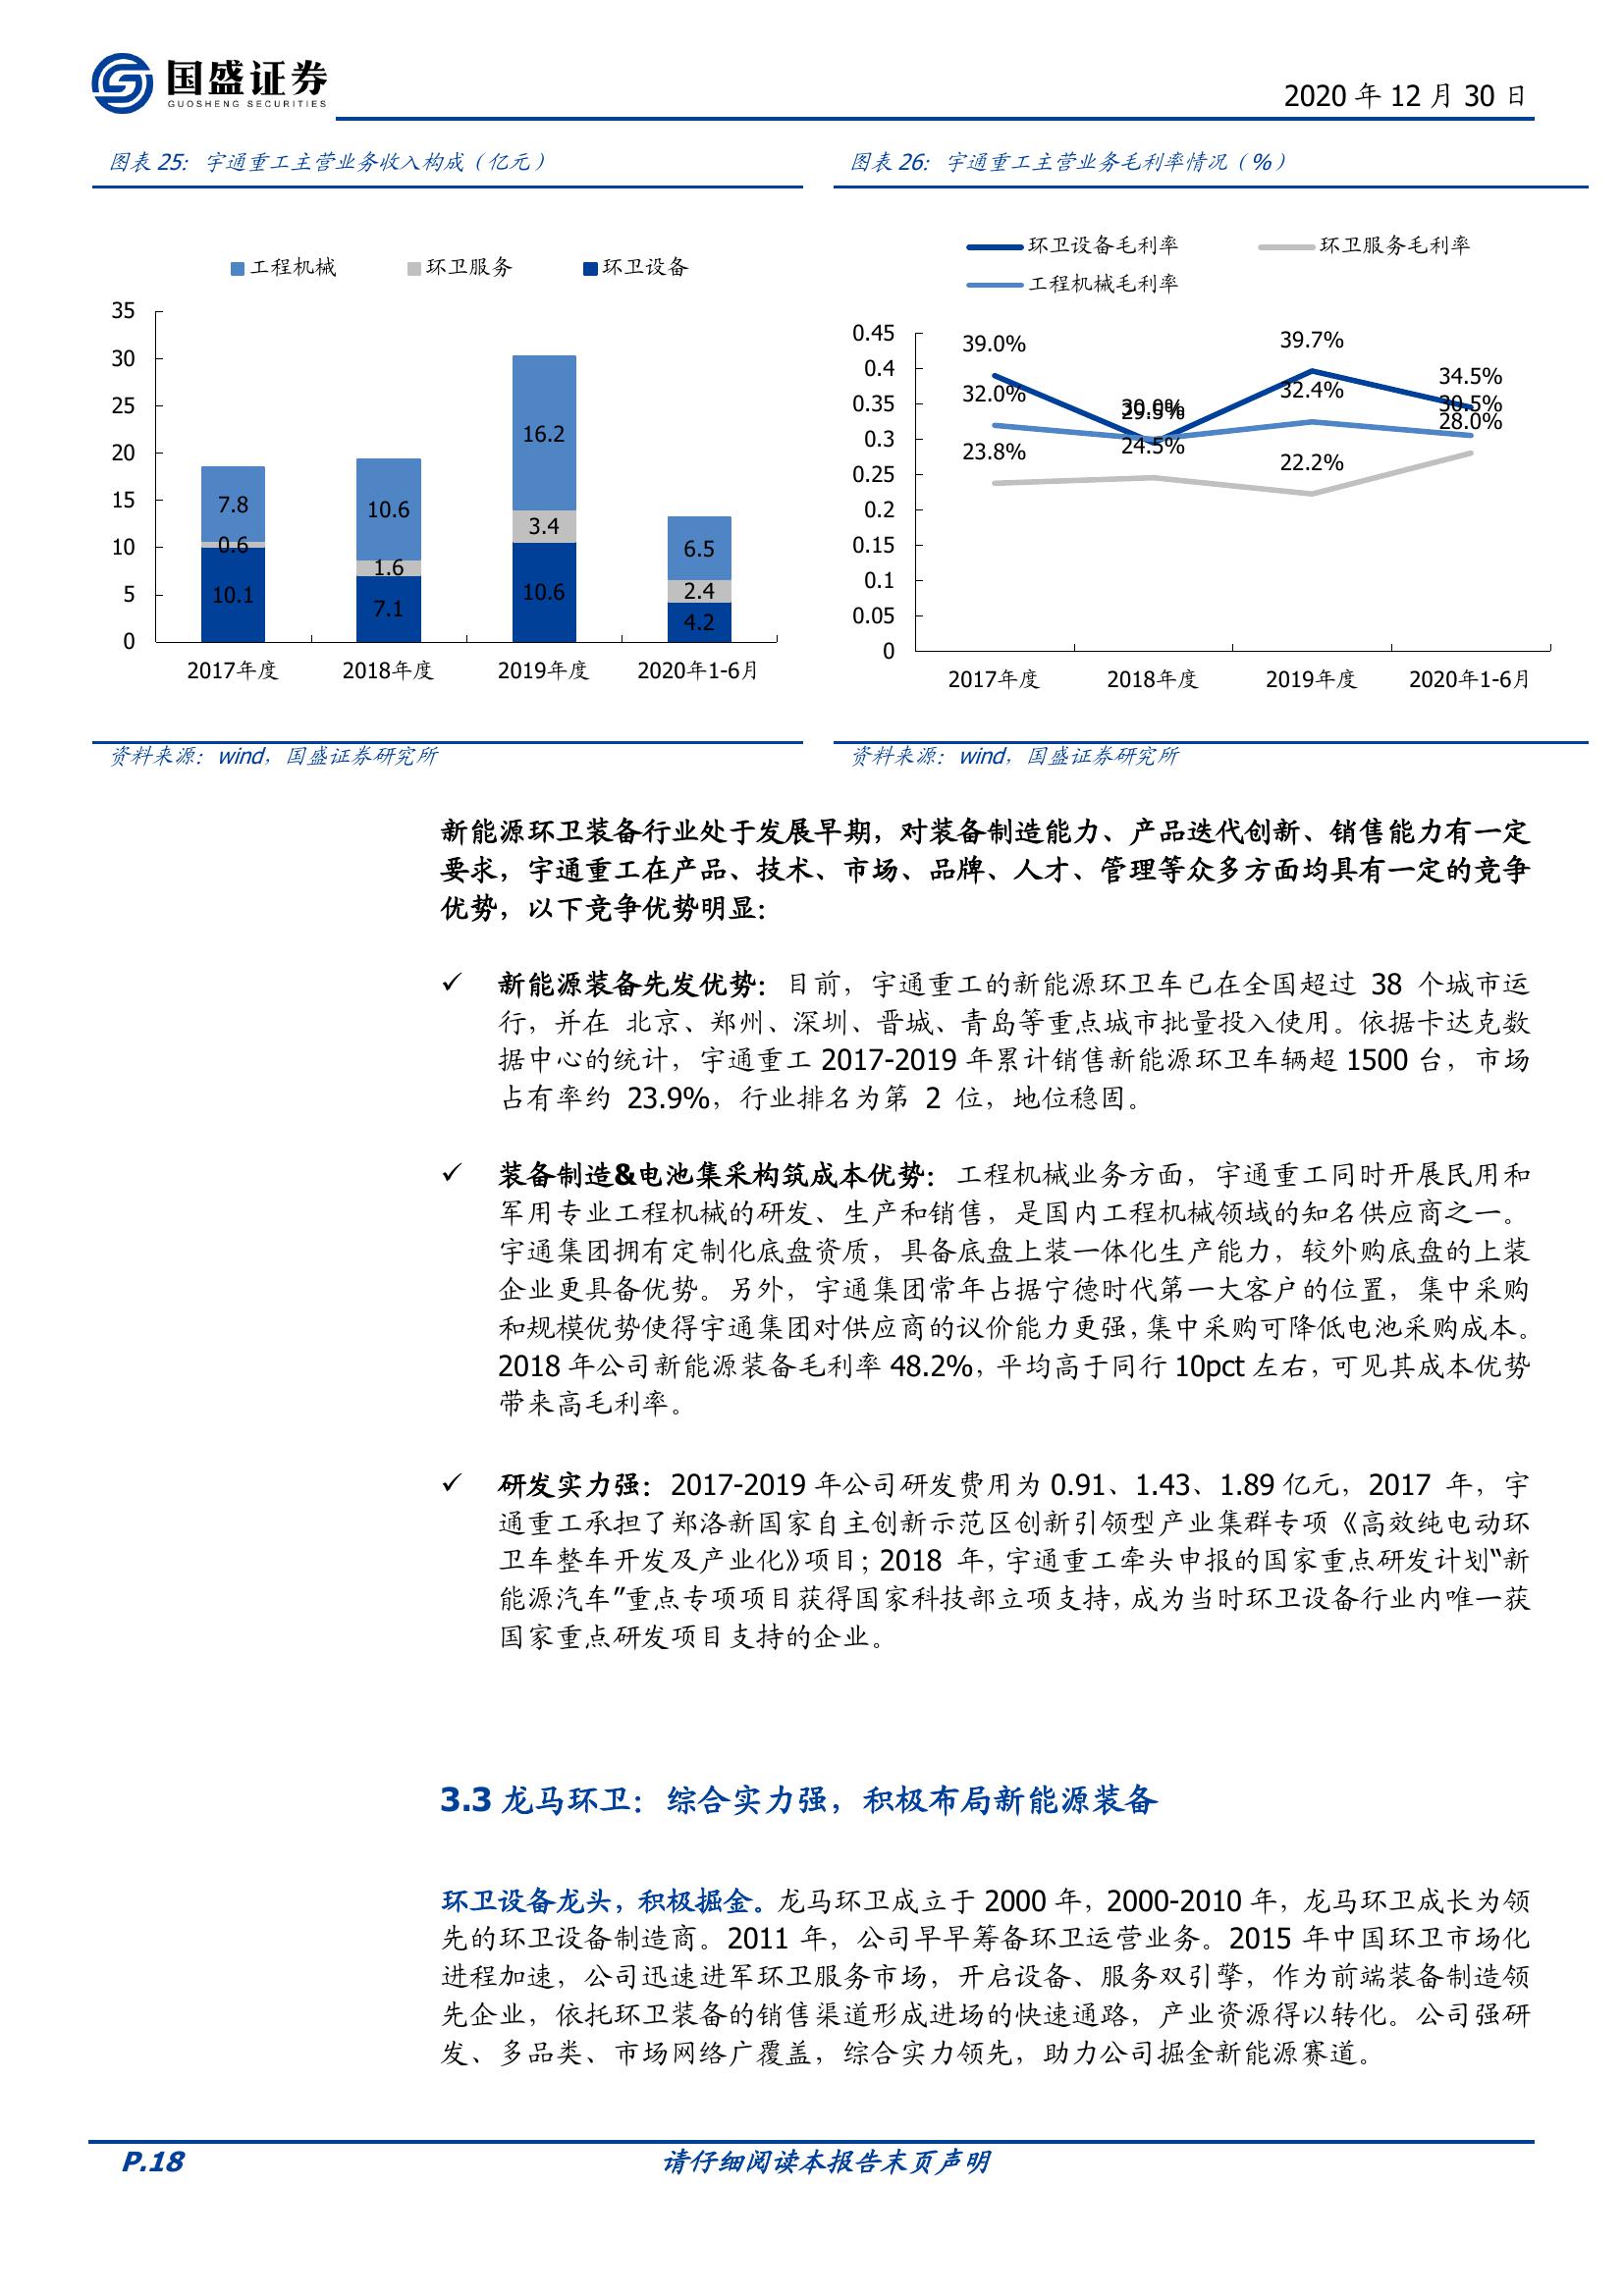 国盛证券
GUOSHENG SECURITIES
2020 年 12 月 30 日
图表 25：宇通重工主营业务收入构成（亿元）
工程机械 环卫服务 环卫设备
35
30
25
20
15
10
5
0
7.8
0.6
10.1
10.6
1.6
7.1
16.2
3.4
10.6
6.5
2.4
4.2
2017年度 2018年度 2019年度 2020年1-6月
资料来源：wind，国盛证券研究所
图表 26：宇通重工主营业务毛利率情况（%）
环卫设备毛利率 环卫服务毛利率
工程机械毛利率
0.45
0.4
0.35
0.3
0.25
0.2
0.15
0.1
0.05
0
39.0%
32.0%
23.8%
30.0%
29.5%
24.5%
39.7%
32.4%
22.2%
34.5%
30.5%
28.0%
2017年度 2018年度 2019年度 2020年1-6月
资料来源：wind，国盛证券研究所
新能源环卫装备行业处于发展早期，对装备制造能力、产品迭代创新、销售能力有一定
要求，宇通重工在产品、技术、市场、品牌、人才、管理等众多方面均具有一定的竞争
优势，以下竞争优势明显：
✓ 新能源装备先发优势：目前，宇通重工的新能源环卫车已在全国超过 38 个城市运
行，并在 北京、郑州、深圳、晋城、青岛等重点城市批量投入使用。依据卡达克数
据中心的统计，宇通重工 2017-2019 年累计销售新能源环卫车辆超 1500 台，市场
占有率约 23.9%，行业排名为第 2 位，地位稳固。
✓ 装备制造&电池集采构筑成本优势：工程机械业务方面，宇通重工同时开展民用和
军用专业工程机械的研发、生产和销售，是国内工程机械领域的知名供应商之一。
宇通集团拥有定制化底盘资质，具备底盘上装一体化生产能力，较外购底盘的上装
企业更具备优势。另外，宇通集团常年占据宁德时代第一大客户的位置，集中采购
和规模优势使得宇通集团对供应商的议价能力更强，集中采购可降低电池采购成本。
2018 年公司新能源装备毛利率 48.2%，平均高于同行 10pct 左右，可见其成本优势
带来高毛利率。
✓ 研发实力强：2017-2019 年公司研发费用为 0.91、1.43、1.89 亿元，2017 年，宇
通重工承担了郑洛新国家自主创新示范区创新引领型产业集群专项《高效纯电动环
卫车整车开发及产业化》项目；2018 年，宇通重工牵头申报的国家重点研发计划“新
能源汽车”重点专项项目获得国家科技部立项支持，成为当时环卫设备行业内唯一获
国家重点研发项目支持的企业。
3.3 龙马环卫：综合实力强，积极布局新能源装备
环卫设备龙头，积极掘金。龙马环卫成立于 2000 年，2000-2010 年，龙马环卫成长为领
先的环卫设备制造商。2011 年，公司早早筹备环卫运营业务。2015 年中国环卫市场化
进程加速，公司迅速进军环卫服务市场，开启设备、服务双引擎，作为前端装备制造领
先企业，依托环卫装备的销售渠道形成进场的快速通路，产业资源得以转化。公司强研
发、多品类、市场网络广覆盖，综合实力领先，助力公司掘金新能源赛道。
P.18
请仔细阅读本报告末页声明